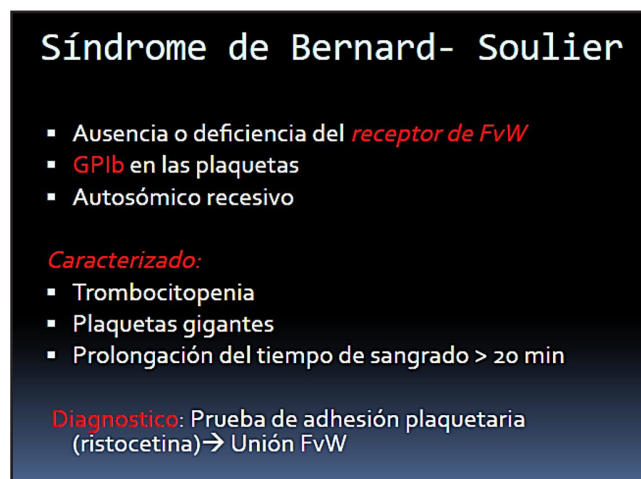 Síndrome de Bernard- Soulier
▪ Ausencia o deficiencia del receptor de FvW
▪ GPIb en las plaquetas
▪ Autosómico recesivo
Caracterizado:
▪ Trombocitopenia
▪ Plaquetas gigantes
▪ Prolongación del tiempo de sangrado > 20 min
Diagnostico: Prueba de adhesión plaquetaria
(ristocetina)→ Unión FvW